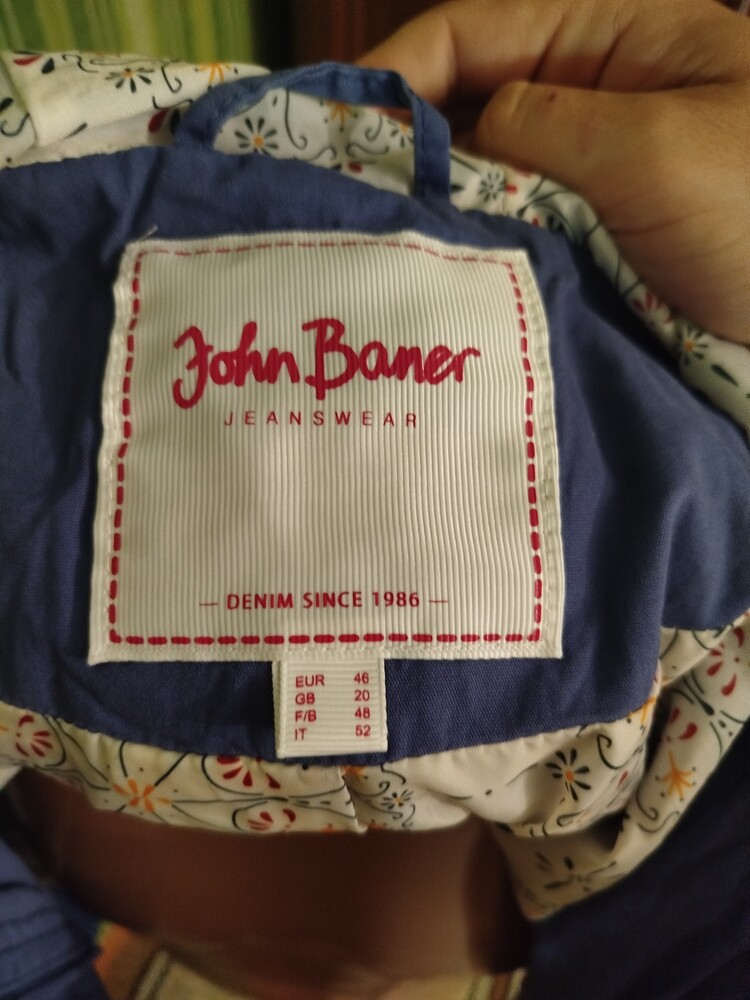 John Baner
JEANSWEAR
— DENIM SINCE 1986 —
EUR 46
GB 20
F/B 48
IT 52